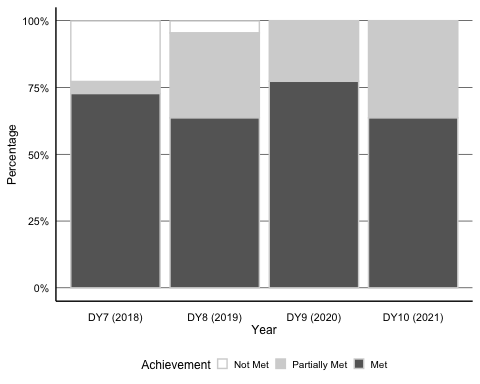 100%
75%
50%
25%
0%
Percentage
DY7 (2018) DY8 (2019) DY9 (2020) DY10 (2021)
Year
Achievement Not Met Partially Met Met